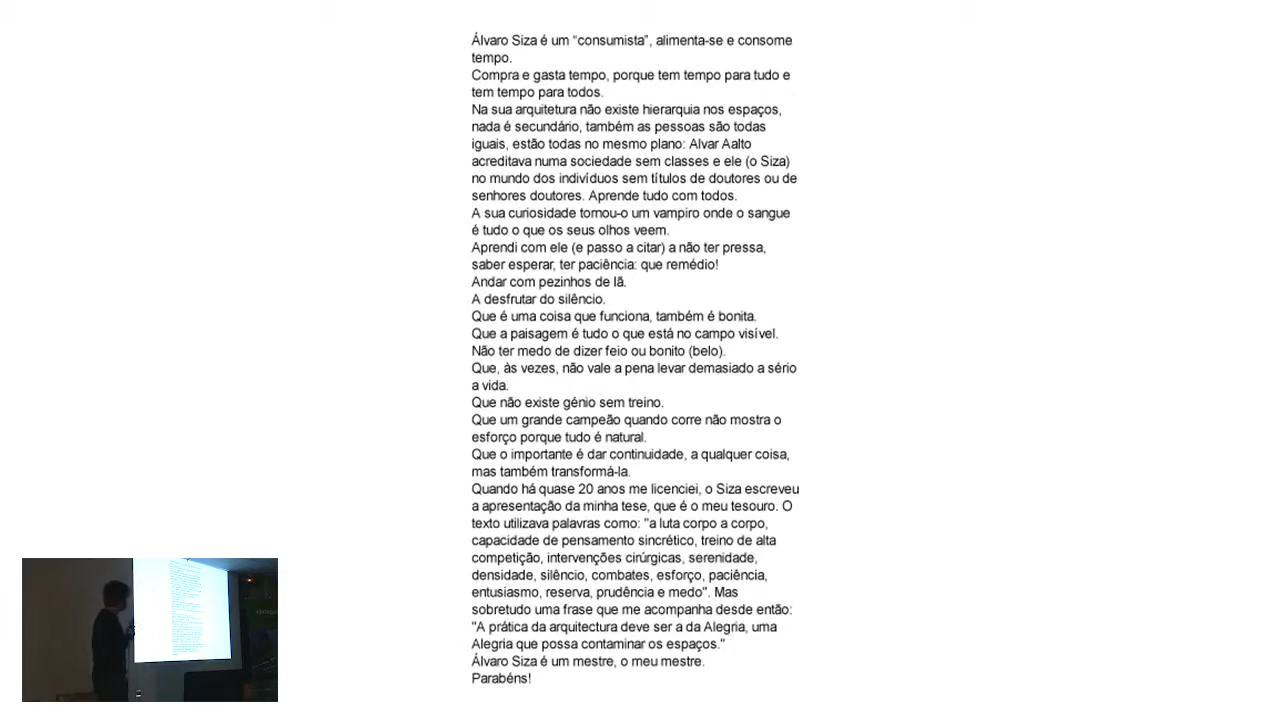 Álvaro Siza é um “consumista”, alimenta-se e consome
tempo.
Compra e gasta tempo, porque tem tempo para tudo e
tem tempo para todos.
Na sua arquitetura não existe hierarquia nos espaços,
nada é secundário, também as pessoas são todas
iguais, estão todas no mesmo plano: Alvar Aalto
acreditava numa sociedade sem classes e ele (o Siza)
no mundo dos indivíduos sem títulos de doutores ou de
senhores doutores. Aprende tudo com todos.
A sua curiosidade tornou-o um vampiro onde o sangue
é tudo o que os seus olhos veem.
Aprendi com ele (e passo a citar) a não ter pressa,
saber esperar, ter paciência: que remédio!
Andar com pezinhos de lã.
A desfrutar do silêncio.
Que é uma coisa que funciona, também é bonita.
Que a paisagem é tudo o que está no campo visível.
Não ter medo de dizer feio ou bonito (belo).
Que, às vezes, não vale a pena levar demasiado a sério
a vida.
Que não existe génio sem treino.
Que um grande campeão quando corre não mostra o
esforço porque tudo é natural.
Que o importante é dar continuidade, a qualquer coisa,
mas também transformá-la.
Quando há quase 20 anos me licenciei, o Siza escreveu
a apresentação da minha tese, que é o meu tesouro. O
texto utilizava palavras como: "a luta corpo a corpo,
capacidade de pensamento sincrético, treino de alta
competição, intervenções cirúrgicas, serenidade,
densidade, silêncio, combates, esforço, paciência,
entusiasmo, reserva, prudência e medo". Mas
sobretudo uma frase que me acompanha desde então:
"A prática da arquitectura deve ser a da Alegria, uma
Alegria que possa contaminar os espaços."
Álvaro Siza é um mestre, o meu mestre.
Parabéns!